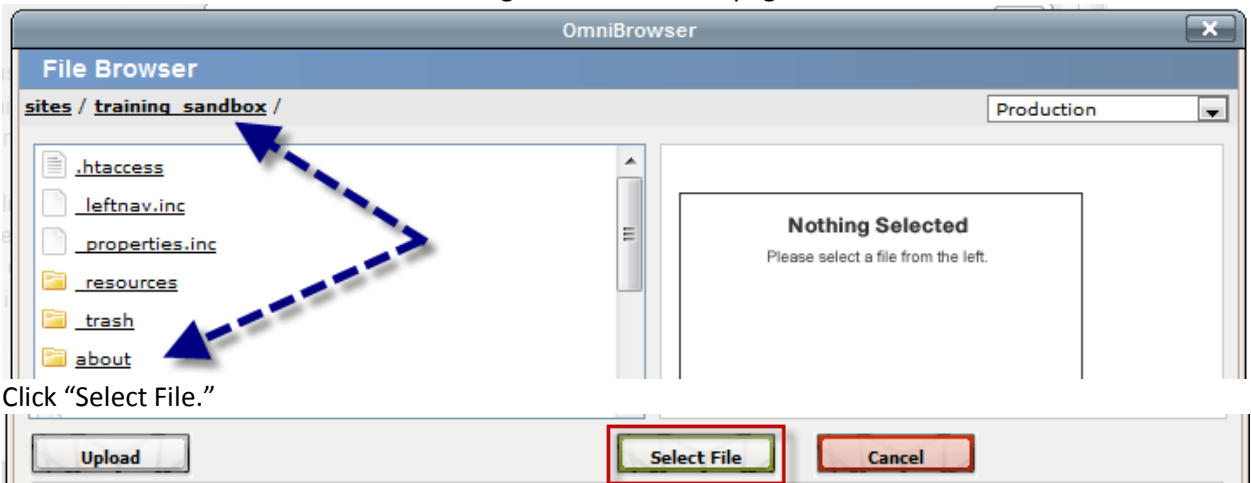 OmniBrowser
File Browser
sites / training_sandbox /
Production
.htaccess
_leftnav.inc
_properties.inc
_resources
_trash
about
Nothing Selected
Please select a file from the left.
Click “Select File.”
Upload
Select File
Cancel